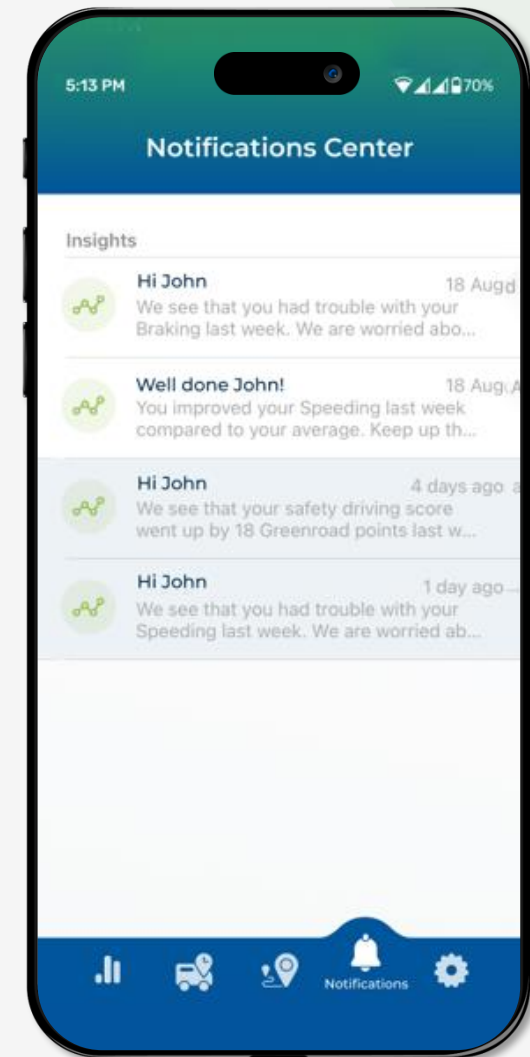 5:13 PM
70%
Notifications Center
Insights
Hi John
18 Aug
We see that you had trouble with your
Braking last week. We are worried abo...
Well done John!
18 Aug
You improved your Speeding last week
compared to your average. Keep up th...
Hi John
4 days ago
We see that your safety driving score
went up by 18 Greenroad points last w...
Hi John
1 day ago
We see that you had trouble with your
Speeding last week. We are worried ab...
Notifications